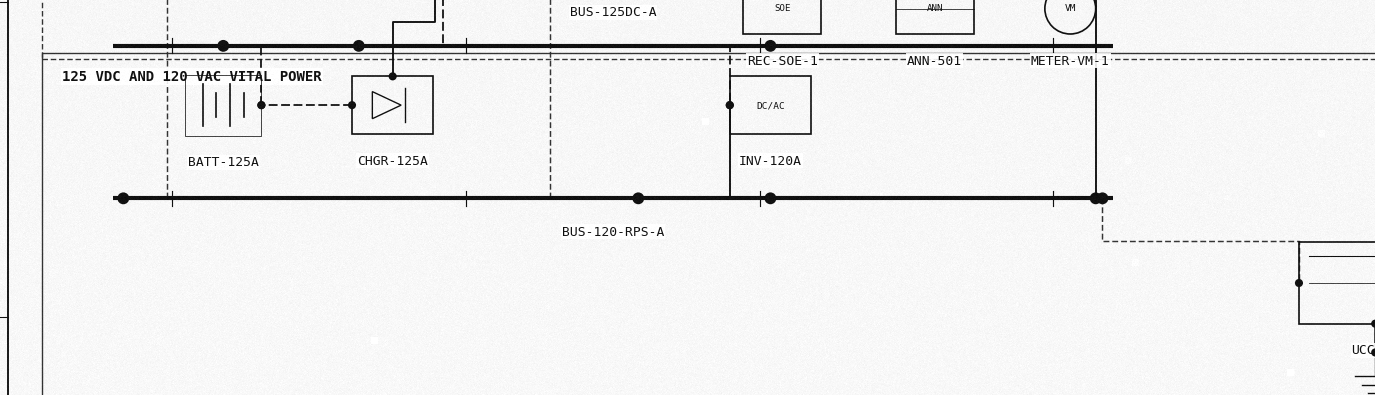 BUS-125DC-A
SOE
ANN
VM
REC-SOE-1
ANN-501
METER-VM-1
125 VDC AND 120 VAC VITAL POWER
DC/AC
BATT-125A
CHGR-125A
INV-120A
BUS-120-RPS-A
UCC